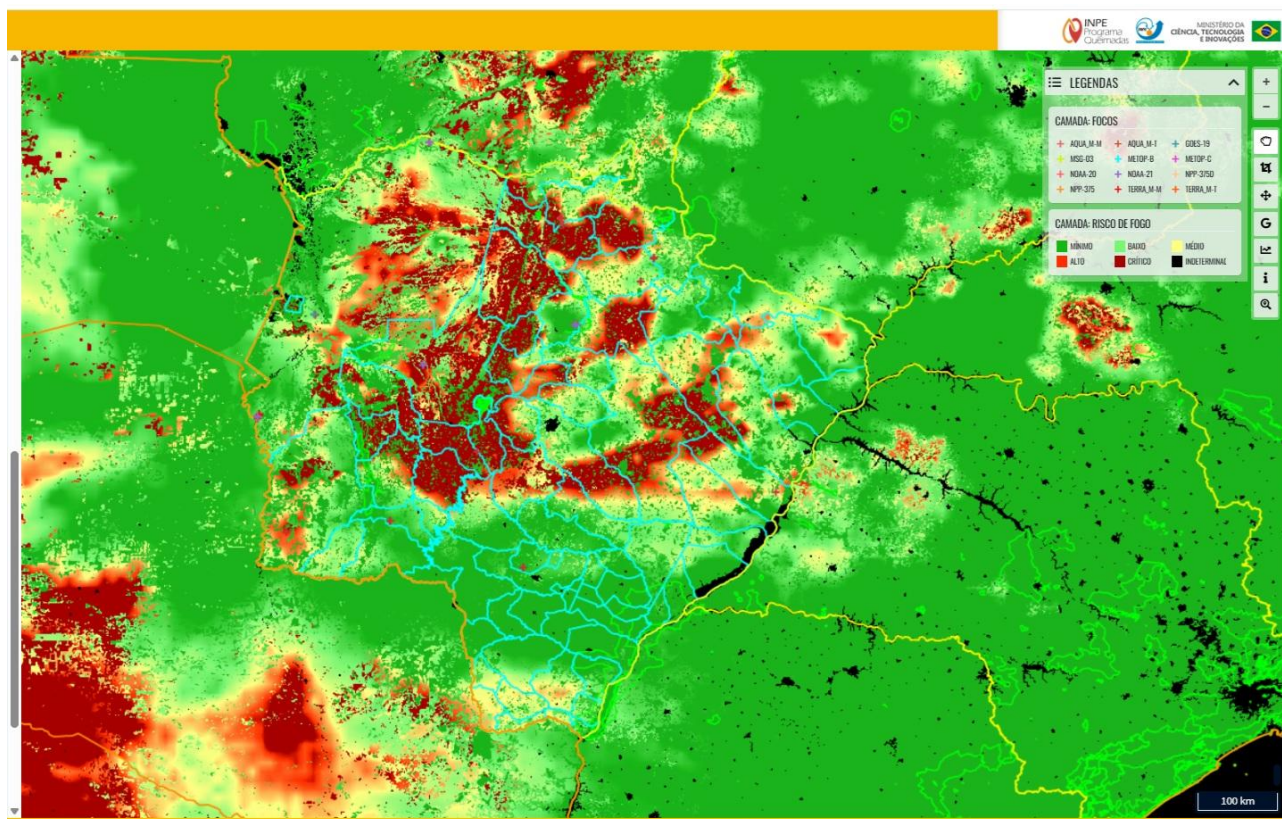 INPE
Programa
Queimadas
MINISTÉRIO DA
CIÊNCIA, TECNOLOGIA
E INOVAÇÕES
LEGENDAS
CAMADA: FOCOS
AQUA_M-M AQUA_M-T GOES-19
MSG-03 METOP-B METOP-C
NOAA-20 NOAA-21 NPP-375D
NPP-375 TERRA_M-M TERRA_M-T
CAMADA: RISCO DE FOGO
MÍNIMO BAIXO MÉDIO
ALTO CRÍTICO INDETERMINAL
+
−
G
i
100 km